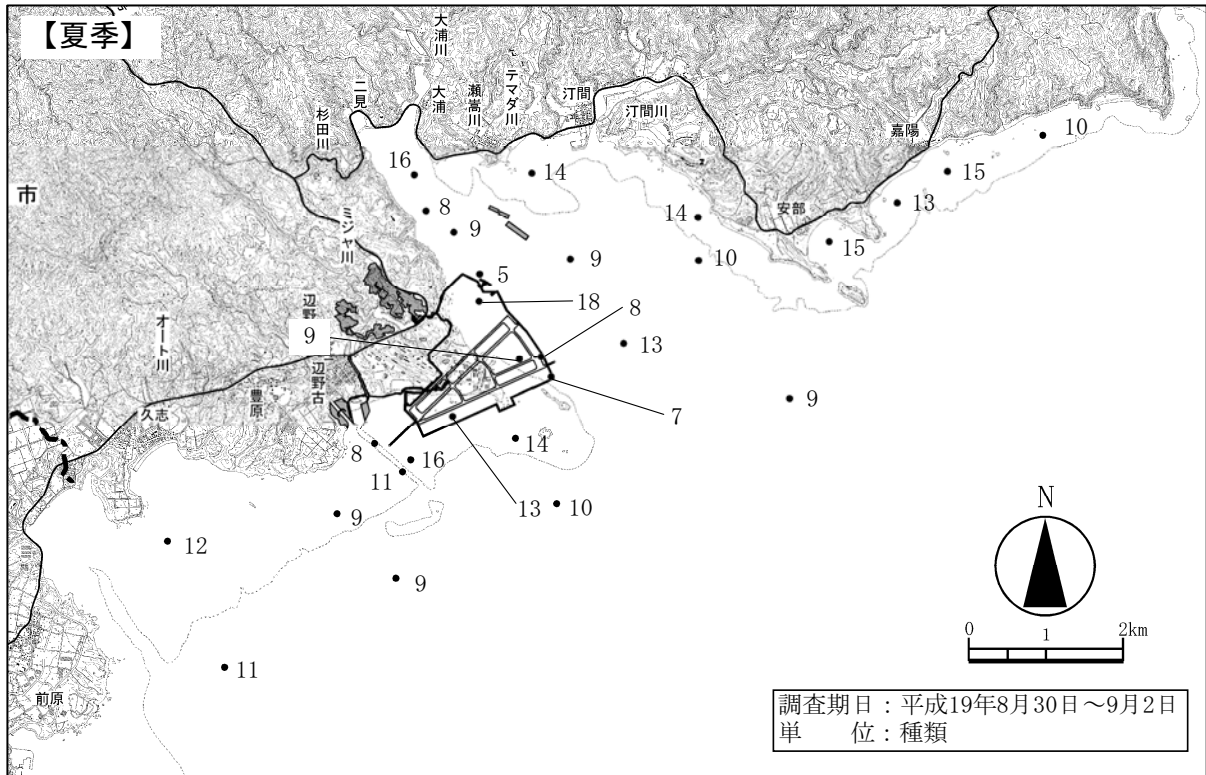 【夏季】
大浦川
大浦
瀬嵩川
テマダ川
汀間
汀間川
二見
杉田川
嘉陽
安部
市
ミジャ川
辺野
辺野古
オート川
豊原
久志
前原
10
15
13
15
16
14
8
9
14
10
9
5
18
8
9
13
9
7
14
8
16
11
13
10
9
12
9
11
N
0 1 2km
調査期日：平成19年8月30日～9月2日
単　　位：種類